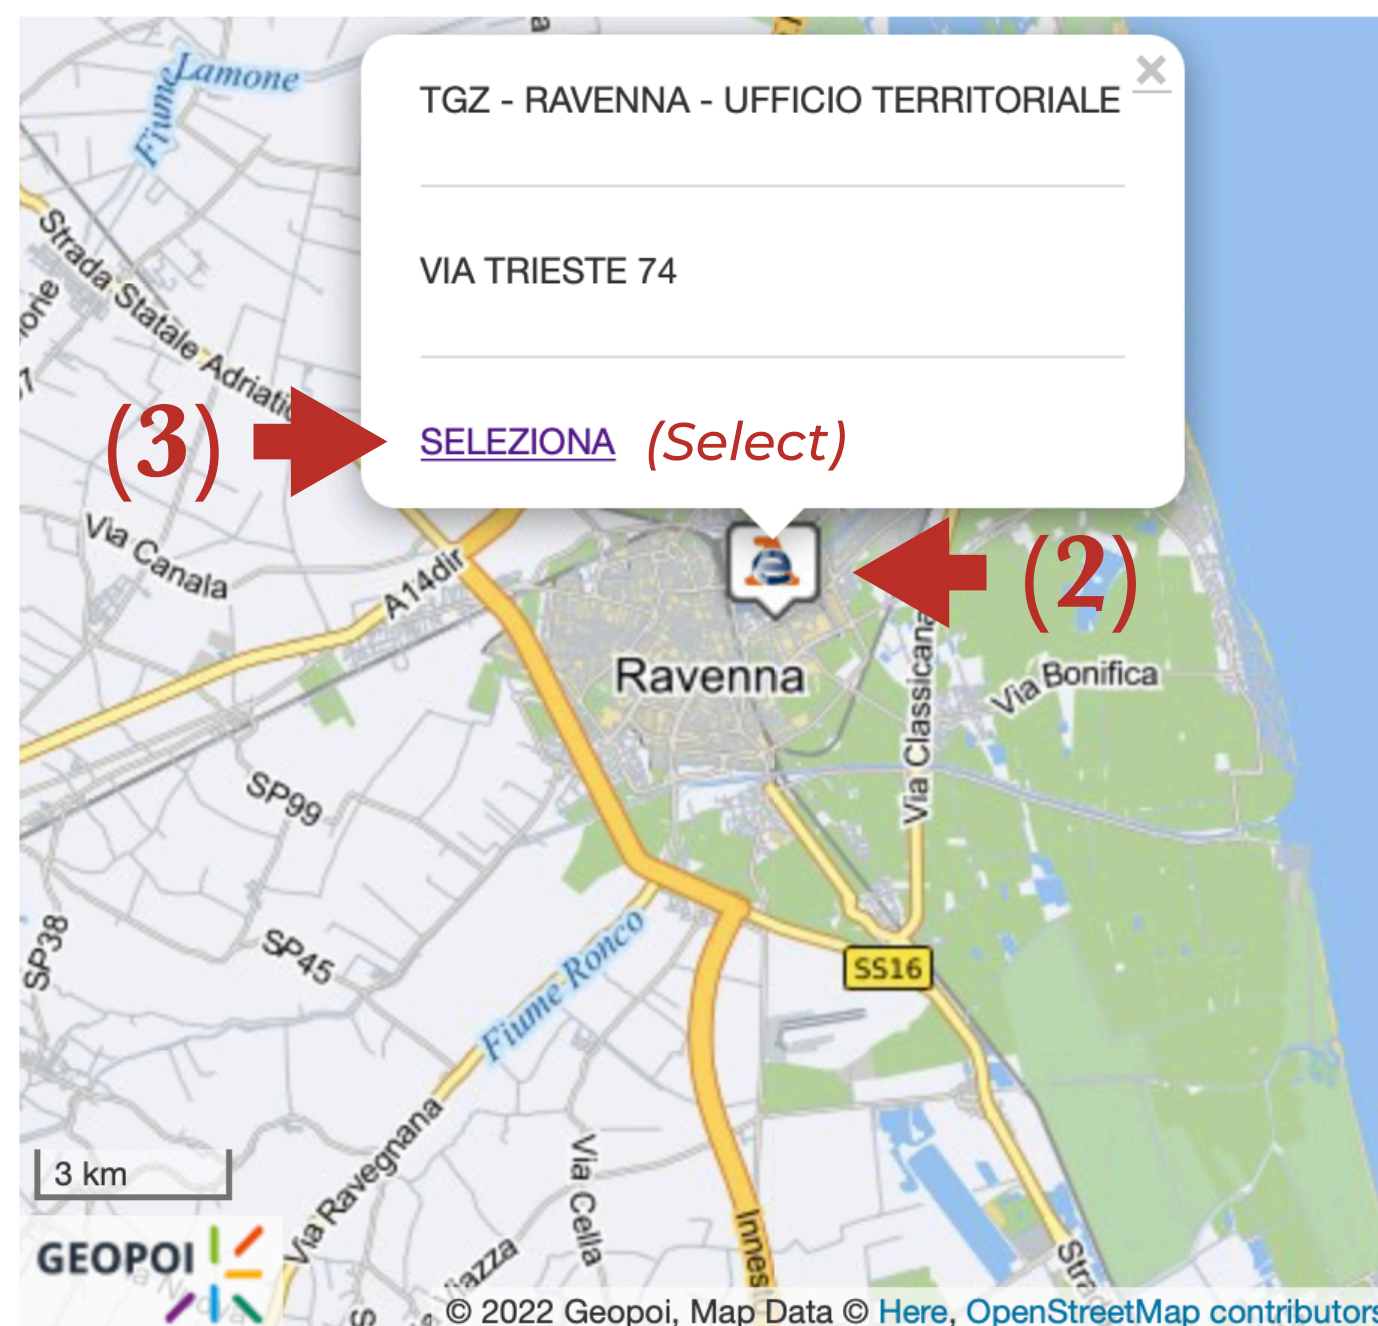 Fiume Lamone
TGZ - RAVENNA - UFFICIO TERRITORIALE
×
VIA TRIESTE 74
Strada Statale Adriatic
(3)
SELEZIONA (Select)
(2)
Via Canala
A14dir
Ravenna
Via Classicana
Via Bonifica
SP99
SP38
SP45
Fiume Ronco
SS16
Via Ravegnana
Via Cella
3 km
GEOPOI
© 2022 Geopoi, Map Data © Here, OpenStreetMap contributors